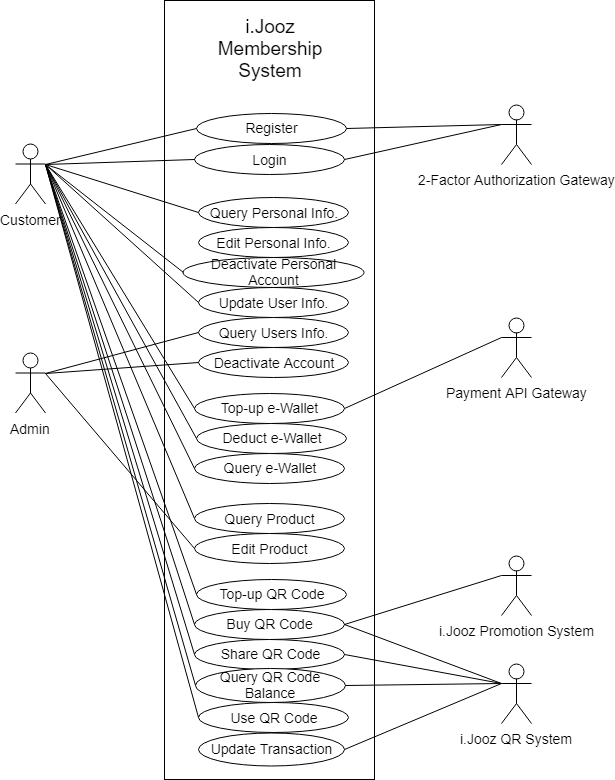 i.Jooz
Membership
System
Register
Login
Customer
2-Factor Authorization Gateway
Query Personal Info.
Edit Personal Info.
Deactivate Personal
Account
Update User Info.
Query Users Info.
Deactivate Account
Admin
Payment API Gateway
Top-up e-Wallet
Deduct e-Wallet
Query e-Wallet
Query Product
Edit Product
Top-up QR Code
Buy QR Code
i.Jooz Promotion System
Share QR Code
Query QR Code
Balance
Use QR Code
i.Jooz QR System
Update Transaction